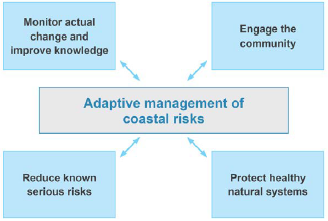 Monitor actual
change and
improve knowledge
Engage the
community
Adaptive management of
coastal risks
Reduce known
serious risks
Protect healthy
natural systems